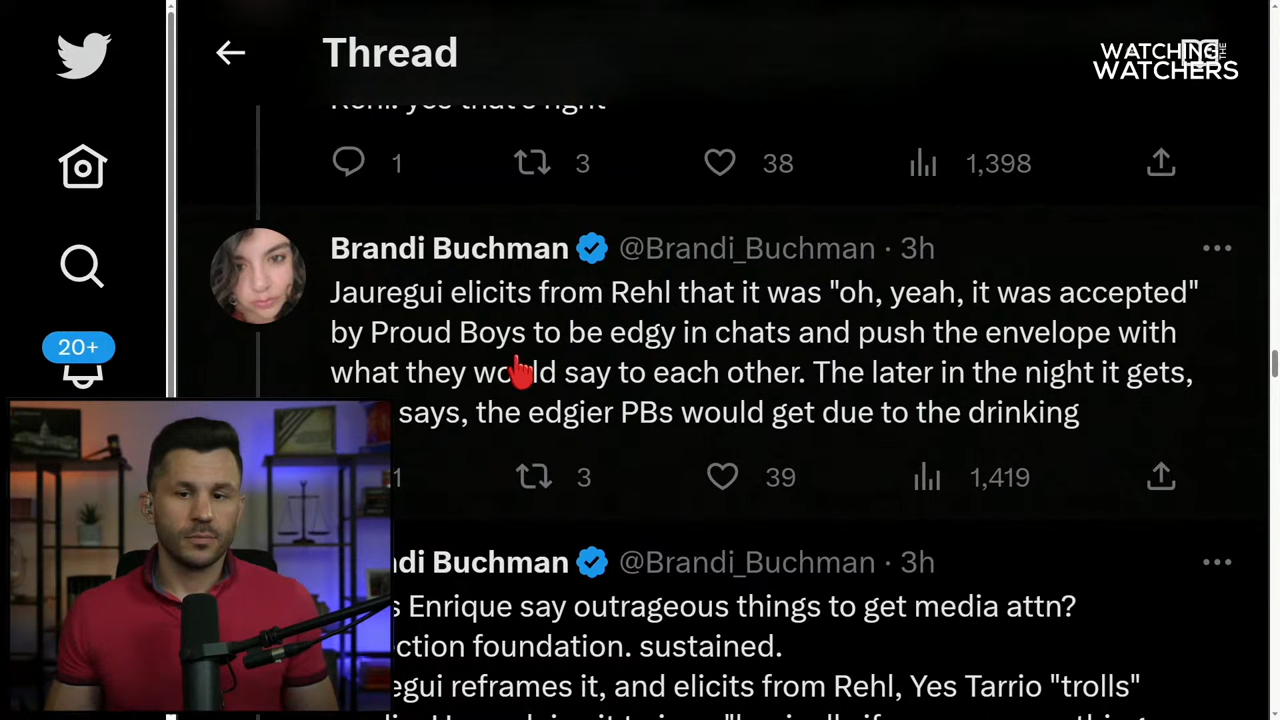 Thread
WATCHING THE
WATCHERS
Rehl: yes that's right
1 3 38 1,398
Brandi Buchman @Brandi_Buchman · 3h
Jauregui elicits from Rehl that it was "oh, yeah, it was accepted"
by Proud Boys to be edgy in chats and push the envelope with
what they would say to each other. The later in the night it gets,
says, the edgier PBs would get due to the drinking
20+
1 3 39 1,419
di Buchman @Brandi_Buchman · 3h
s Enrique say outrageous things to get media attn?
ction foundation. sustained.
egui reframes it, and elicits from Rehl, Yes Tarrio "trolls"